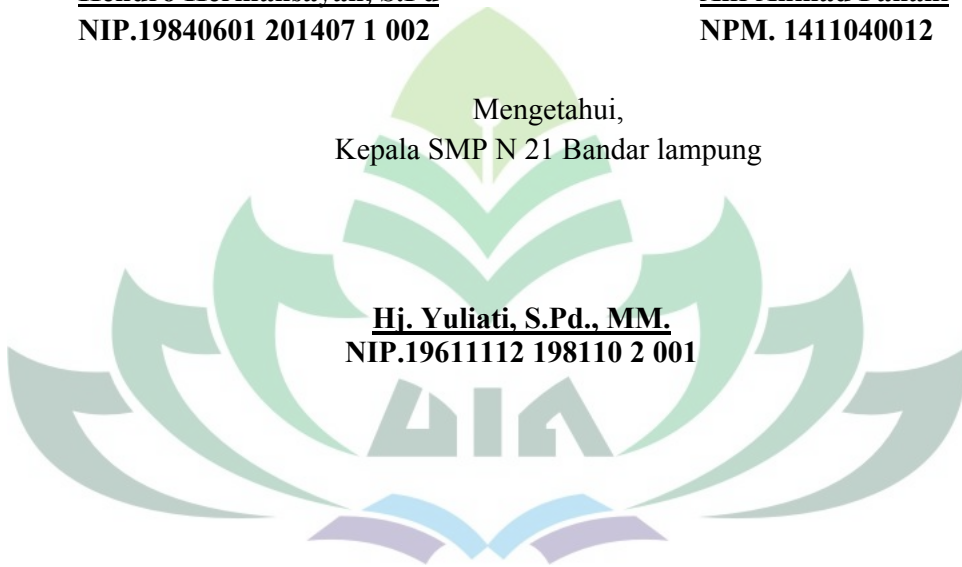 NIP.19840601 201407 1 002 NPM. 1411040012
Mengetahui,
Kepala SMP N 21 Bandar lampung
Hj. Yuliati, S.Pd., MM.
NIP.19611112 198110 2 001
UIN